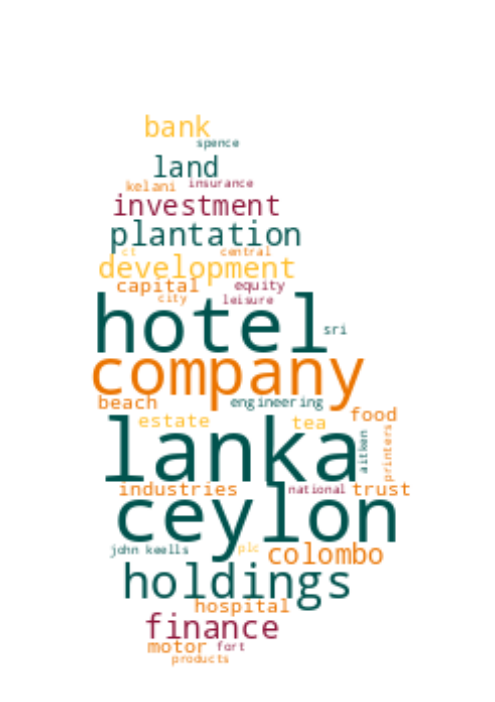 bank
spence
land
kelani insurance
investment
plantation
ct central
development
capital equity
city leisure
hotel
sri
company
beach engineering
food
estate tea
printers
aitken
lanka
industries national trust
ceylon
john keells plc colombo
holdings
hospital
finance
motor fort
products